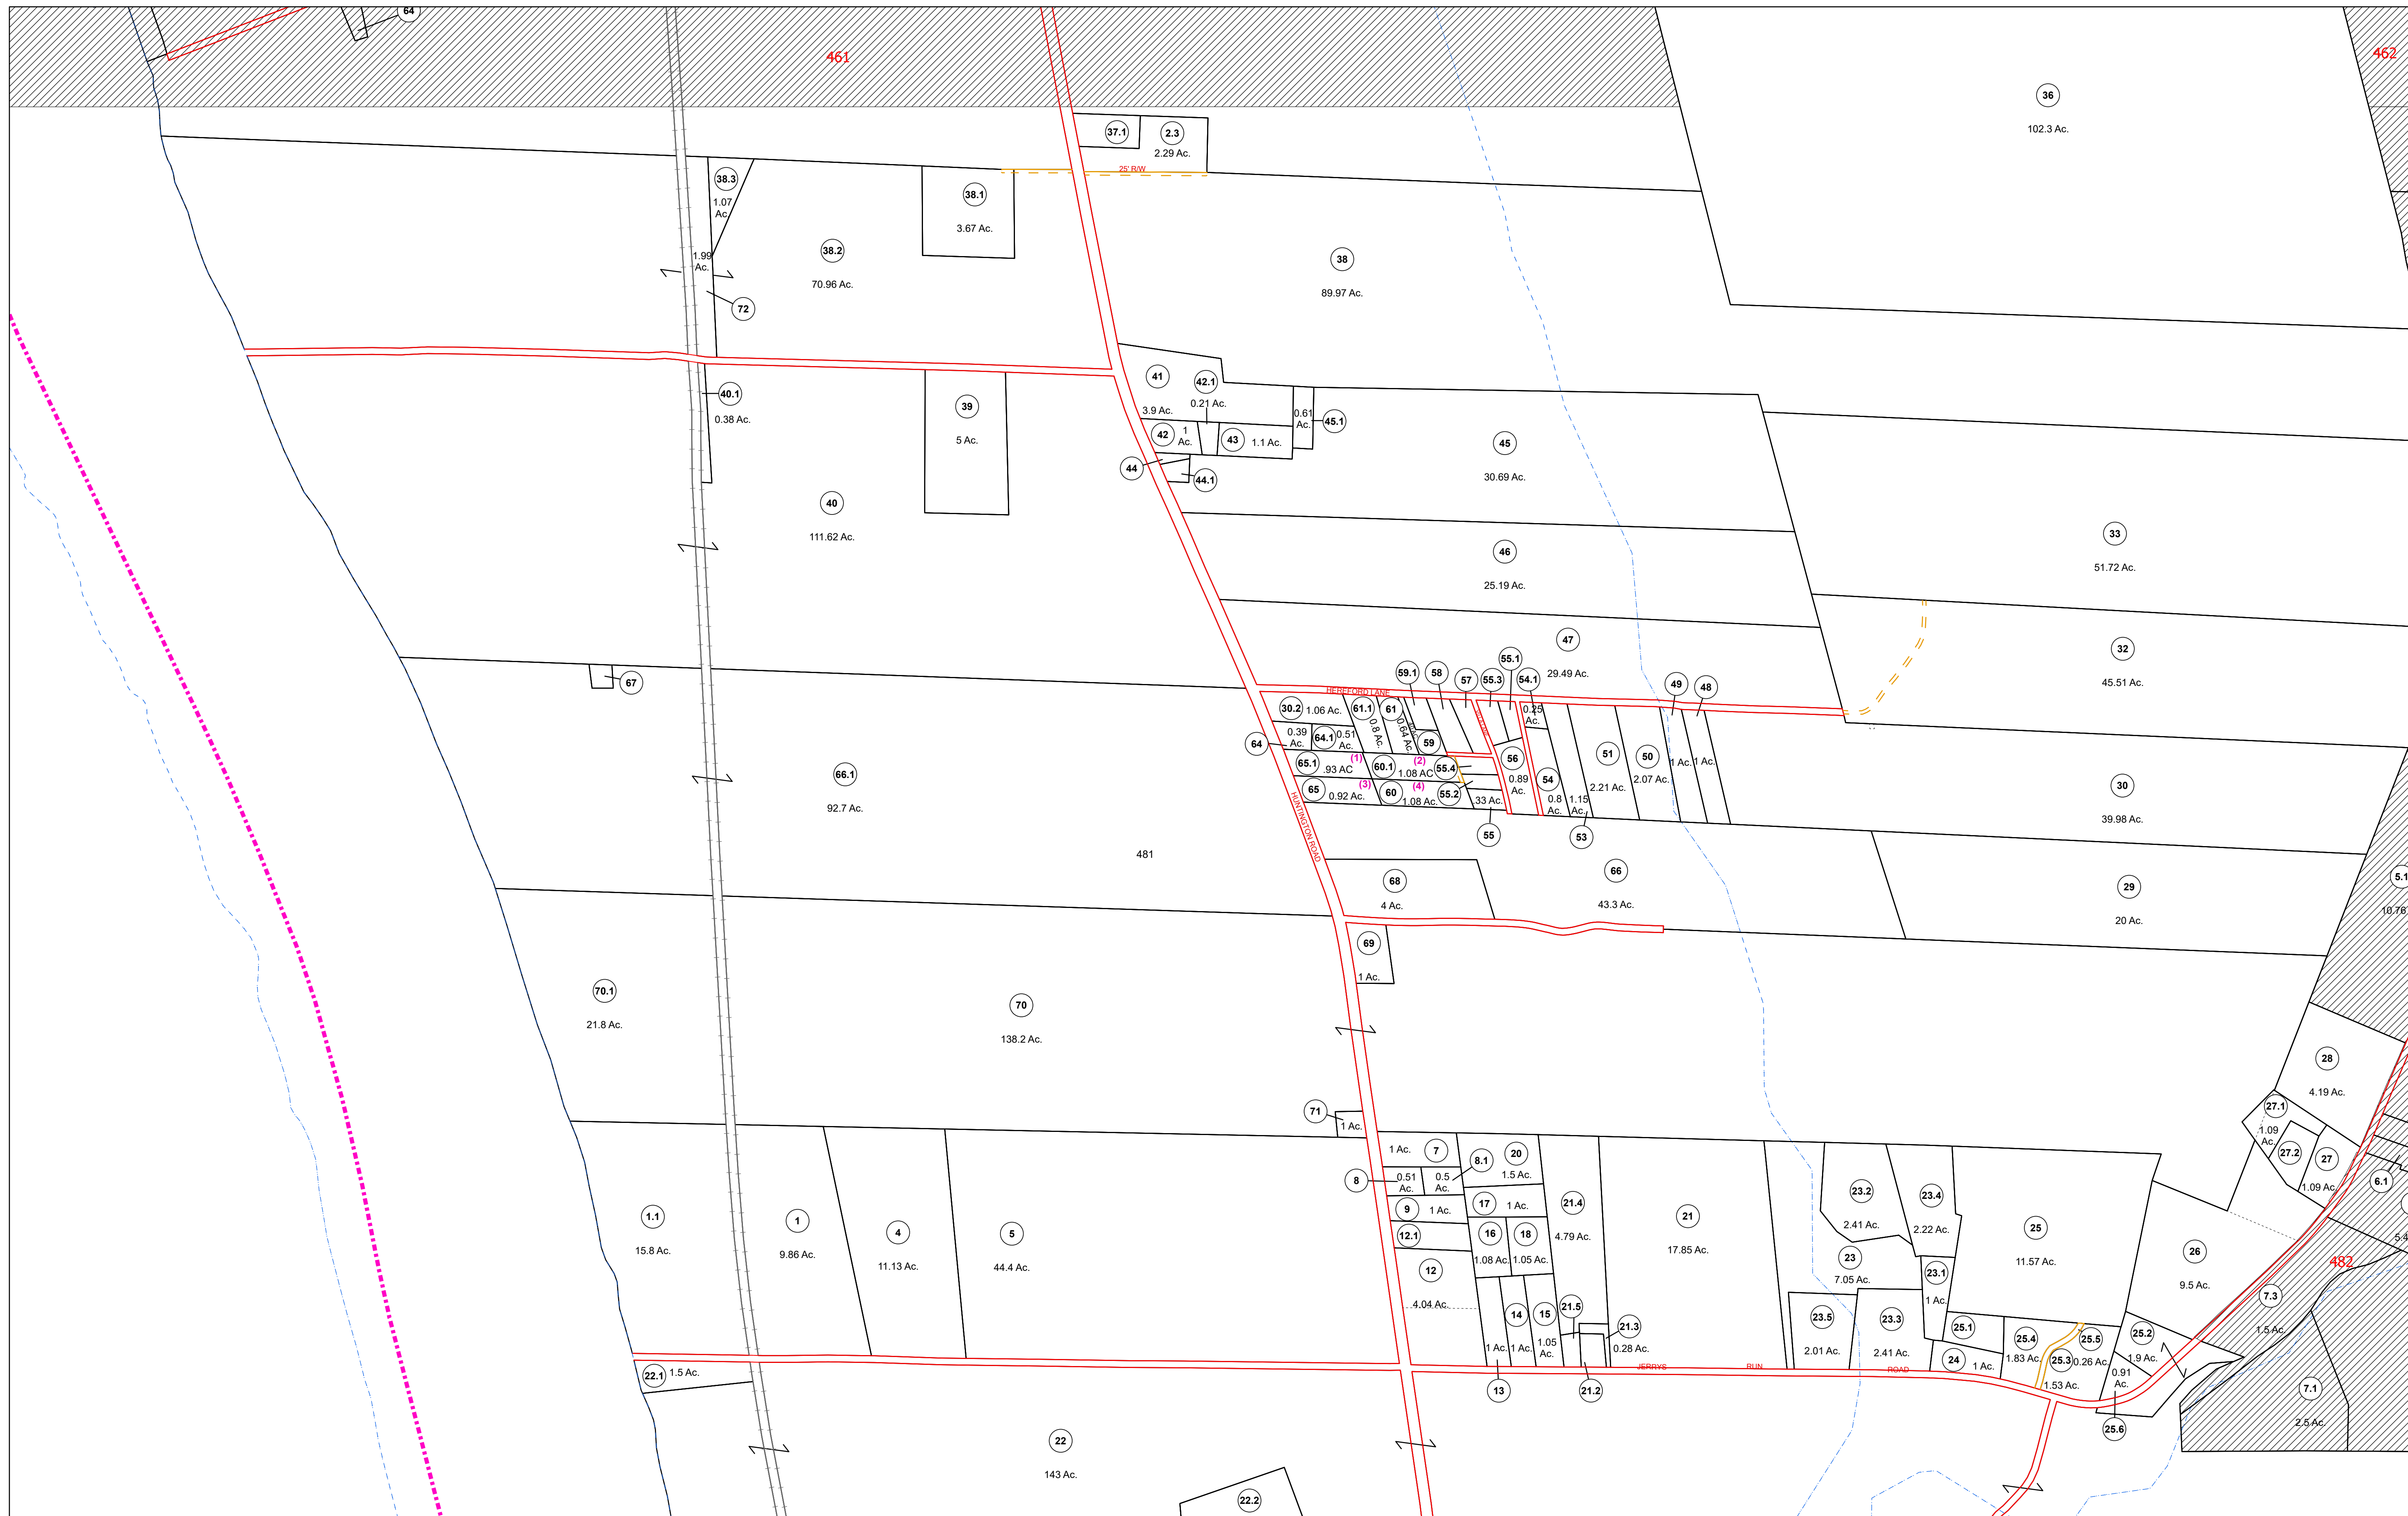 64
461
462
36
102.3 Ac.
37.1
2.3
2.29 Ac.
25' R/W
38.3
1.07
Ac.
38.1
3.67 Ac.
38.2
70.96 Ac.
1.99
Ac.
72
38
89.97 Ac.
41
3.9 Ac.
42.1
0.21 Ac.
40.1
0.38 Ac.
39
5 Ac.
0.61
Ac.
45.1
42
1
Ac.
43
1.1 Ac.
44
44.1
45
30.69 Ac.
40
111.62 Ac.
33
51.72 Ac.
46
25.19 Ac.
47
29.49 Ac.
32
45.51 Ac.
67
HEREFORD LANE
59.1
58
57
55.3
55.1
54.1
0.25
Ac.
49
48
30.2
1.06 Ac.
61.1
0.8 Ac.
61
0.64 Ac.
64
0.39
Ac.
64.1
0.51
Ac.
59
56
0.89
Ac.
51
2.21 Ac.
50
2.07 Ac.
1 Ac.
1 Ac.
65.1
(1)
.93 AC
60.1
(2)
1.08 AC
55.4
54
0.8
Ac.
1.15
Ac.
53
65
(3)
0.92 Ac.
60
(4)
1.08 Ac.
55.2
.33 Ac.
55
30
39.98 Ac.
66.1
92.7 Ac.
HUNTINGTON ROAD
481
68
4 Ac.
66
43.3 Ac.
29
20 Ac.
5.1
10.76
69
1 Ac.
70.1
21.8 Ac.
70
138.2 Ac.
28
4.19 Ac.
71
1 Ac.
27.1
1.09
Ac.
27.2
27
1.09 Ac.
6.1
7
1 Ac.
8
0.51
Ac.
0.5
Ac.
8.1
20
1.5 Ac.
9
1 Ac.
17
1 Ac.
12.1
16
1.08 Ac.
18
1.05 Ac.
21.4
4.79 Ac.
21
17.85 Ac.
23.2
2.41 Ac.
23.4
2.22 Ac.
25
11.57 Ac.
26
9.5 Ac.
5.4
482
1.1
15.8 Ac.
1
9.86 Ac.
4
11.13 Ac.
5
44.4 Ac.
12
4.04 Ac.
23
7.05 Ac.
23.1
1 Ac.
7.3
1.5 Ac.
14
1 Ac.
15
1.05
Ac.
21.5
21.3
0.28 Ac.
23.5
2.01 Ac.
23.3
2.41 Ac.
25.1
25.4
1.83 Ac.
25.5
0.26 Ac.
25.2
1.9 Ac.
1 Ac.
13
21.2
JERRYS RUN ROAD
24
1 Ac.
25.3
1.53 Ac.
0.91
Ac.
25.6
22.1
1.5 Ac.
7.1
2.5 Ac.
22
143 Ac.
22.2